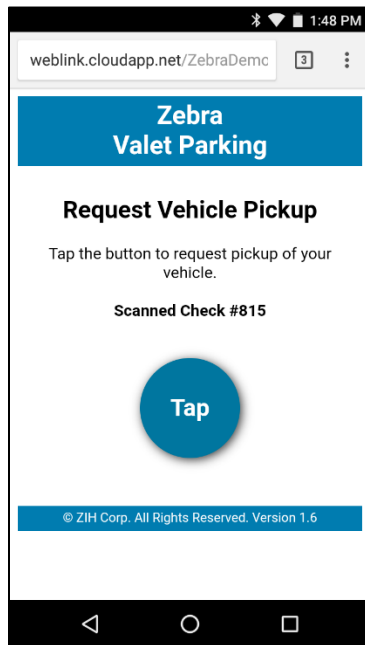 1:48 PM
weblink.cloudapp.net/ZebraDemo
3
Zebra
Valet Parking
Request Vehicle Pickup
Tap the button to request pickup of your
vehicle.
Scanned Check #815
Tap
© ZIH Corp. All Rights Reserved. Version 1.6